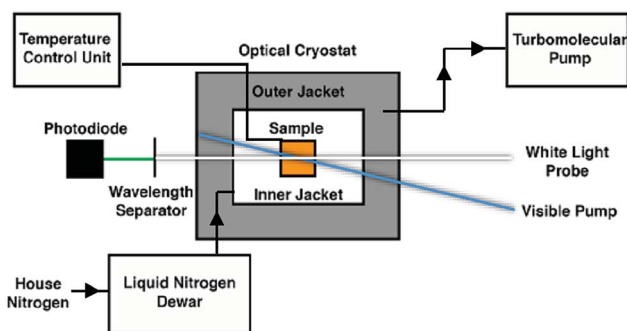 Temperature
Control Unit
Optical Cryostat
Turbomolecular
Pump
Outer Jacket
Photodiode
Sample
White Light
Probe
Wavelength
Separator
Inner Jacket
Visible Pump
House
Nitrogen
Liquid Nitrogen
Dewar